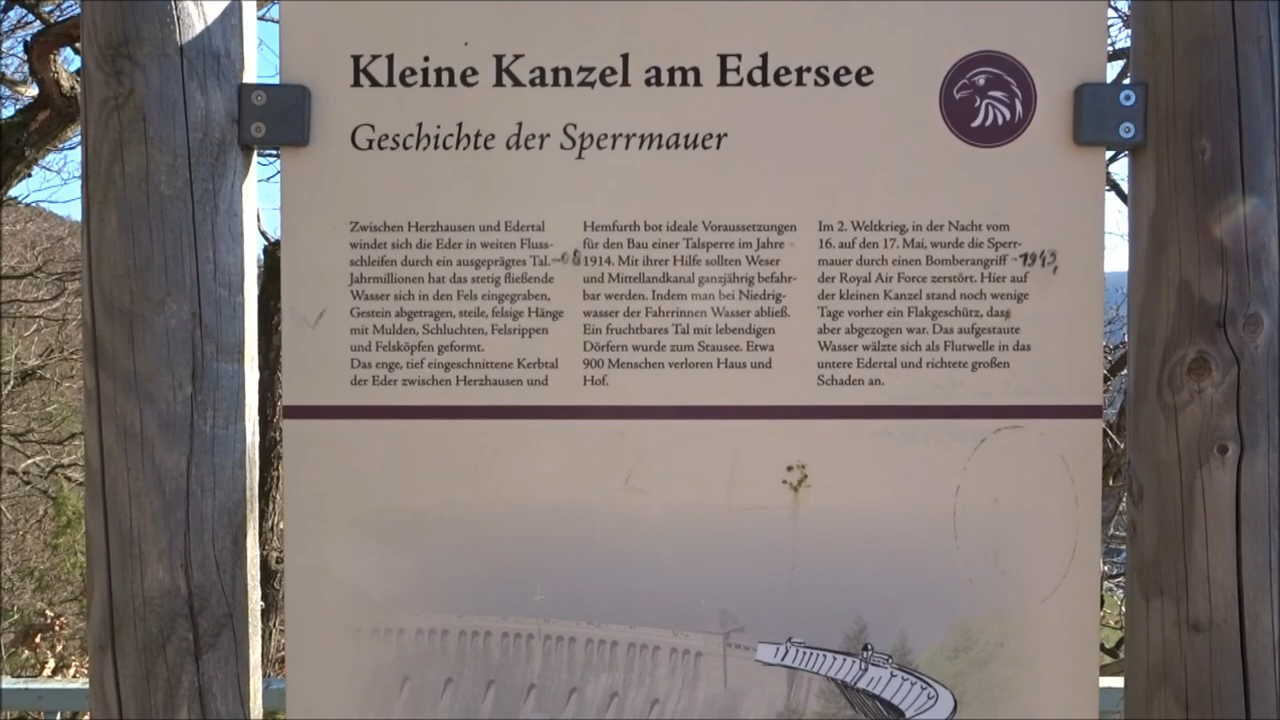 Kleine Kanzel am Edersee
Geschichte der Sperrmauer
Zwischen Herzhausen und Edertal
windet sich die Eder in weiten Fluss-
schleifen durch ein ausgeprägtes Tal.
Jahrmillionen hat das stetig fließende
Wasser sich in den Fels eingegraben,
Gestein abgetragen, steile, felsige Hänge
mit Mulden, Schluchten, Felsrippen
und Felsköpfen geformt.
Das enge, tief eingeschnittene Kerbtal
der Eder zwischen Herzhausen und
Hemfurth bot ideale Voraussetzungen
für den Bau einer Talsperre im Jahre
1914. Mit ihrer Hilfe sollten Weser
und Mittellandkanal ganzjährig befahr-
bar werden. Indem man bei Niedrig-
wasser der Fahrrinnen Wasser abließ.
Ein fruchtbares Tal mit lebendigen
Dörfern wurde zum Stausee. Etwa
900 Menschen verloren Haus und
Hof.
Im 2. Weltkrieg, in der Nacht vom
16. auf den 17. Mai, wurde die Sperr-
mauer durch einen Bomberangriff -1943,
der Royal Air Force zerstört. Hier auf
der kleinen Kanzel stand noch wenige
Tage vorher ein Flakgeschütz, dass
aber abgezogen war. Das aufgestaute
Wasser wälzte sich als Flutwelle in das
untere Edertal und richtete großen
Schaden an.